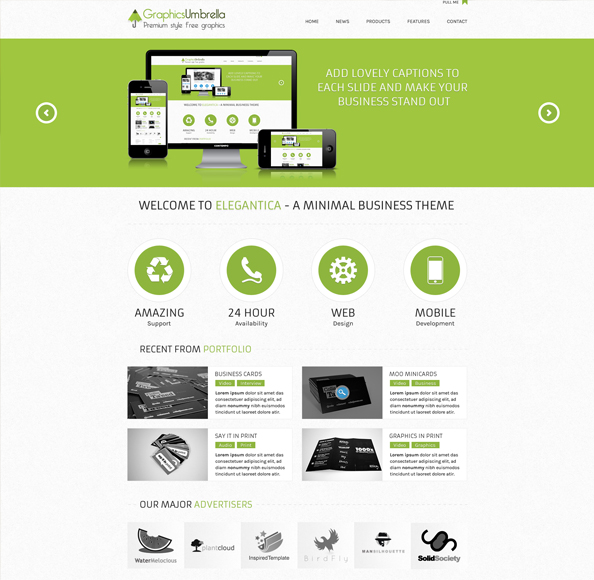 PULL ME
GraphicsUmbrella
Premium style Free graphics
HOME NEWS PRODUCTS FEATURES CONTACT
ADD LOVELY CAPTIONS TO
EACH SLIDE AND MAKE YOUR
BUSINESS STAND OUT
WELCOME TO ELEGANTICA - A MINIMAL BUSINESS THEME
AMAZING
Support
24 HOUR
Availability
WEB
Design
MOBILE
Development
RECENT FROM PORTFOLIO
BUSINESS CARDS
Video Interview
Lorem ipsum dolor sit amet das
consectetuer adipiscing elit, ad
diam nonummy nibh euismodos
tincidunt ut laoreet dolore atir.
MOO MINICARDS
Video Business
Lorem ipsum dolor sit amet das
consectetuer adipiscing elit, ad
diam nonummy nibh euismodos
tincidunt ut laoreet dolore atir.
SAY IT IN PRINT
Audio Print
Lorem ipsum dolor sit amet das
consectetuer adipiscing elit, ad
diam nonummy nibh euismodos
tincidunt ut laoreet dolore atir.
GRAPHICS IN PRINT
Video Graphics
Lorem ipsum dolor sit amet das
consectetuer adipiscing elit, ad
diam nonummy nibh euismodos
tincidunt ut laoreet dolore atir.
OUR MAJOR ADVERTISERS
WaterMelocious
plantcloud
InspiredTemplate
BirdFly
MANSILHOUETTE
SolidSociety